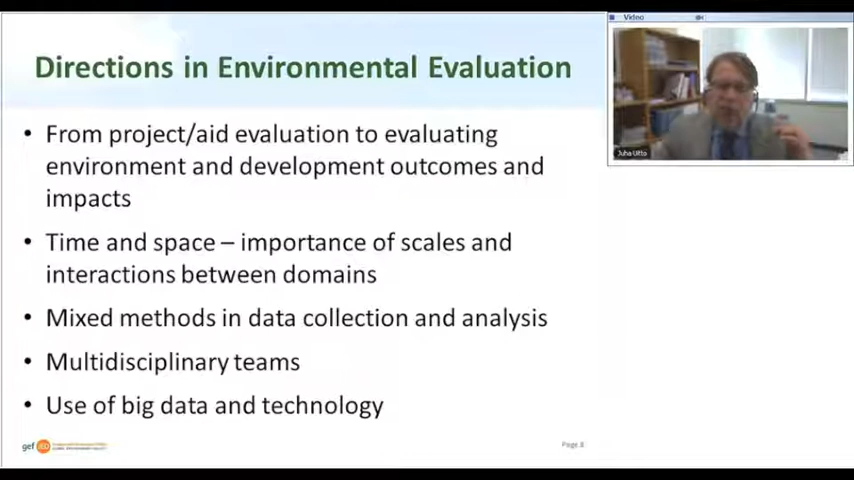 Directions in Environmental Evaluation
• From project/aid evaluation to evaluating
environment and development outcomes and
impacts
• Time and space – importance of scales and
interactions between domains
• Mixed methods in data collection and analysis
• Multidisciplinary teams
• Use of big data and technology
gef IEO
Page 8
Video
Juha Uitto